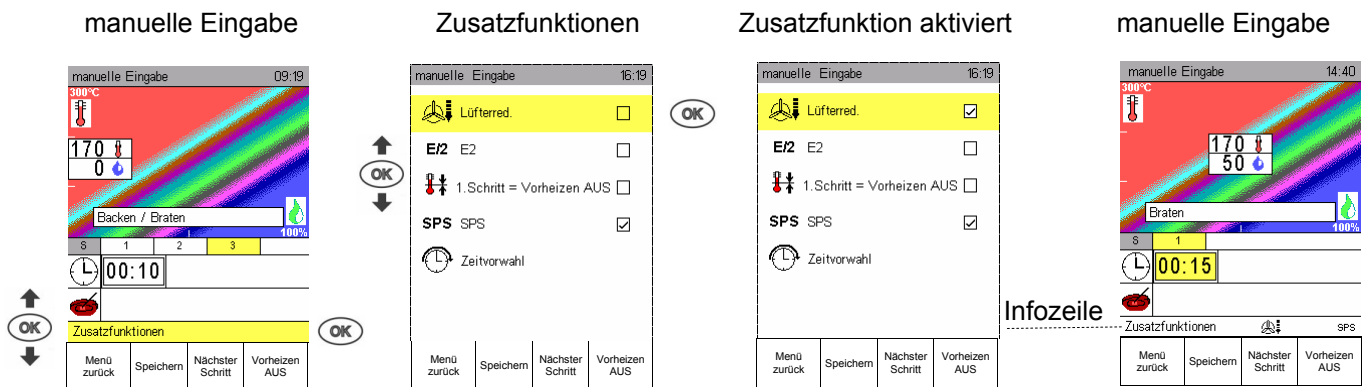 manuelle Eingabe
Zusatzfunktionen
Zusatzfunktion aktiviert
manuelle Eingabe
manuelle Eingabe 09:19
300°C
170
0
Backen / Braten
100%
S 1 2 3
00:10
OK
Zusatzfunktionen
OK
Menü zurück
Speichern
Nächster Schritt
Vorheizen AUS
manuelle Eingabe 16:19
Lüfterred.
OK
E/2 E2
1.Schritt = Vorheizen AUS
SPS SPS
Zeitvorwahl
Menü zurück
Speichern
Nächster Schritt
Vorheizen AUS
OK
manuelle Eingabe 16:19
Lüfterred.
E/2 E2
1.Schritt = Vorheizen AUS
SPS SPS
Zeitvorwahl
Menü zurück
Speichern
Nächster Schritt
Vorheizen AUS
manuelle Eingabe 14:40
300°C
170
50
Braten
100%
S 1
00:15
Infozeile
Zusatzfunktionen SPS
Menü zurück
Speichern
Nächster Schritt
Vorheizen AUS